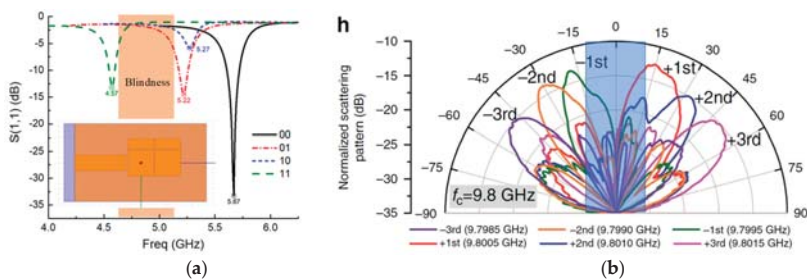 0
-5
-10
-15
-20
-25
-30
-35
S(1,1) (dB)
4.0 4.5 5.0 5.5 6.0
Freq (GHz)
Blindness
4.57
5.22
5.27
5.67
00
01
10
11
(a)
h
Normalized scattering
pattern (dB)
-10
-15
-20
-25
-30
-35
-90
-75
-60
-45
-30
-15
0
15
30
45
60
75
90
−1st
−2nd
−3rd
+1st
+2nd
+3rd
fc=9.8 GHz
−3rd (9.7985 GHz) −2nd (9.7990 GHz) −1st (9.7995 GHz)
+1st (9.8005 GHz) +2nd (9.8010 GHz) +3rd (9.8015 GHz)
(b)